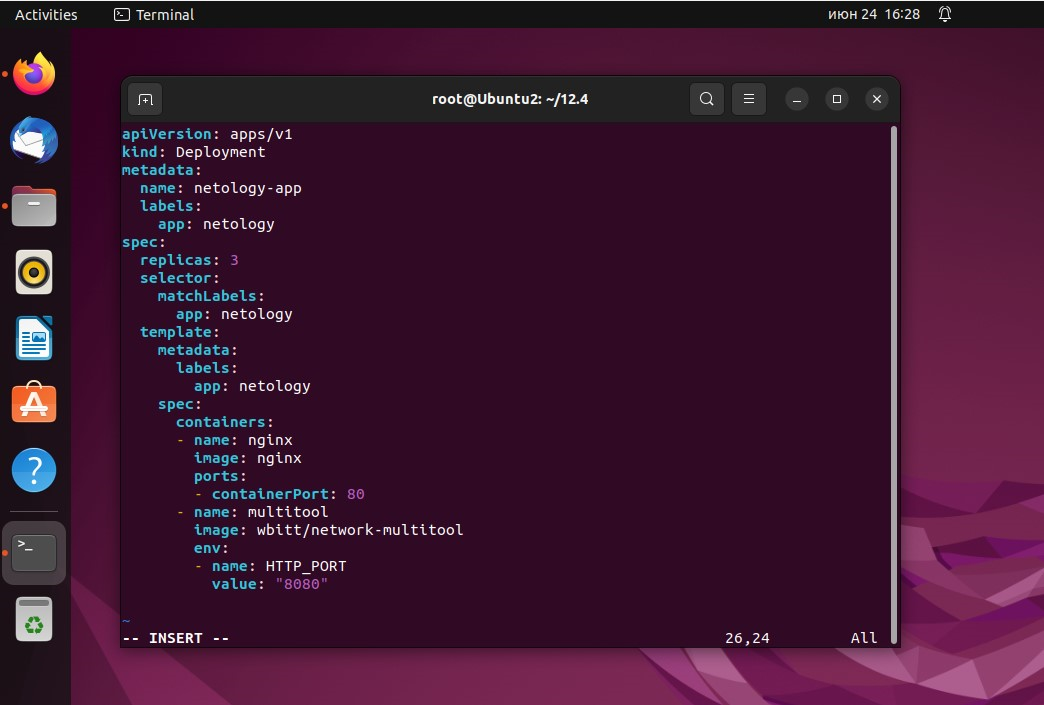 Activities
Terminal
июн 24 16:28
root@Ubuntu2: ~/12.4
apiVersion: apps/v1
kind: Deployment
metadata:
  name: netology-app
  labels:
    app: netology
spec:
  replicas: 3
  selector:
    matchLabels:
      app: netology
  template:
    metadata:
      labels:
        app: netology
    spec:
      containers:
      - name: nginx
        image: nginx
        ports:
        - containerPort: 80
      - name: multitool
        image: wbitt/network-multitool
        env:
        - name: HTTP_PORT
          value: "8080"
~
-- INSERT -- 26,24 All